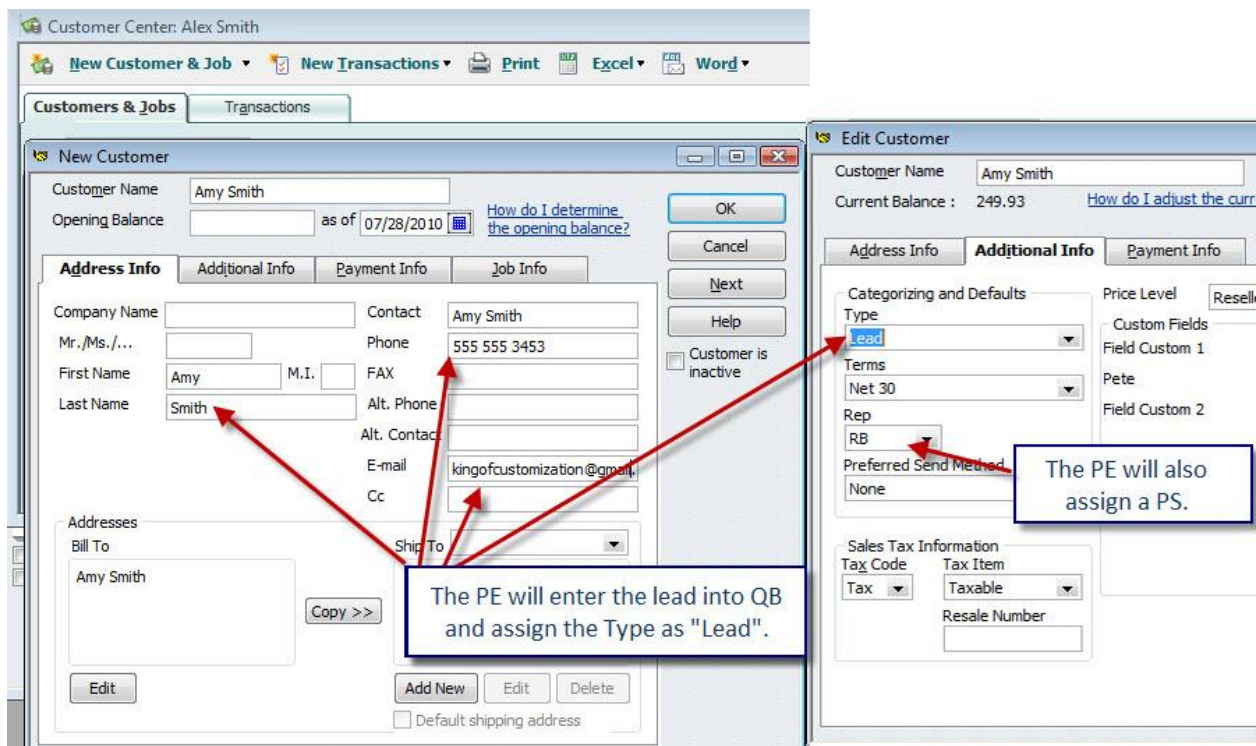 Customer Center: Alex Smith
New Customer & Job New Transactions Print Excel Word
Customers & Jobs Transactions
New Customer
Customer Name Amy Smith
Opening Balance as of 07/28/2010 How do I determine
the opening balance?
OK
Cancel
Next
Help
Customer is
inactive
Address Info Additional Info Payment Info Job Info
Company Name
Mr./Ms./...
First Name Amy M.I.
Last Name Smith
Contact Amy Smith
Phone 555 555 3453
FAX
Alt. Phone
Alt. Contact
E-mail kingofcustomization@gmail.
Cc
Addresses
Bill To
Amy Smith
Copy >>
Ship To
Edit
Add New Edit Delete
Default shipping address
The PE will enter the lead into QB
and assign the Type as "Lead".
Edit Customer
Customer Name Amy Smith
Current Balance : 249.93 How do I adjust the curr
Address Info Additional Info Payment Info
Categorizing and Defaults
Type
Lead
Terms
Net 30
Rep
RB
Preferred Send Method
None
Price Level Reselle
Custom Fields
Field Custom 1
Pete
Field Custom 2
The PE will also
assign a PS.
Sales Tax Information
Tax Code Tax Item
Tax Taxable
Resale Number